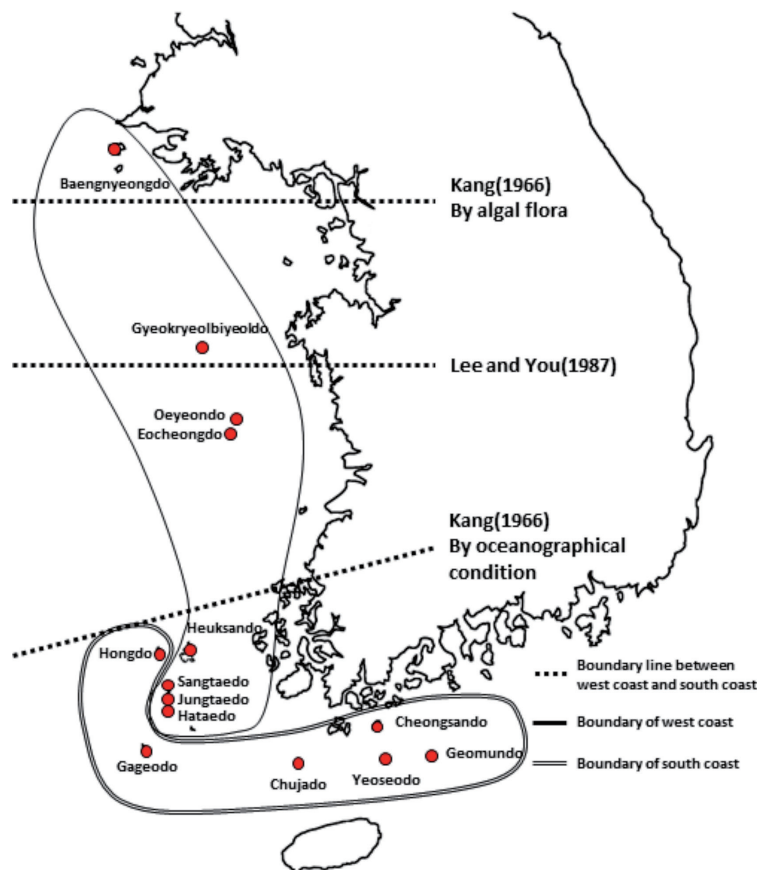 Baengnyeongdo
Kang(1966)
By algal flora
Gyeokryeolbiyeoldo
Lee and You(1987)
Oeyeondo
Eocheongdo
Kang(1966)
By oceanographical
condition
Heuksando
Hongdo
Sangtaedo
Jungtaedo
Hataedo
Gageodo
Chujado
Cheongsando
Yeoseodo
Geomundo
Boundary line between
west coast and south coast
Boundary of west coast
Boundary of south coast